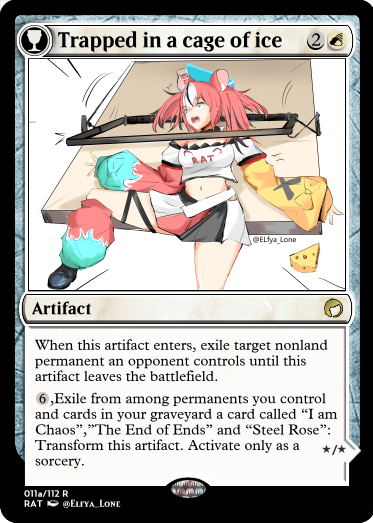 Trapped in a cage of ice 2
RAT
@ELfya_Lone
Artifact
When this artifact enters, exile target nonland
permanent an opponent controls until this
artifact leaves the battlefield.
6,Exile from among permanents you control
and cards in your graveyard a card called “I am
Chaos”,”The End of Ends” and “Steel Rose”:
Transform this artifact. Activate only as a
sorcery.
★/★
011a/112 R
RAT @Elfya_Lone